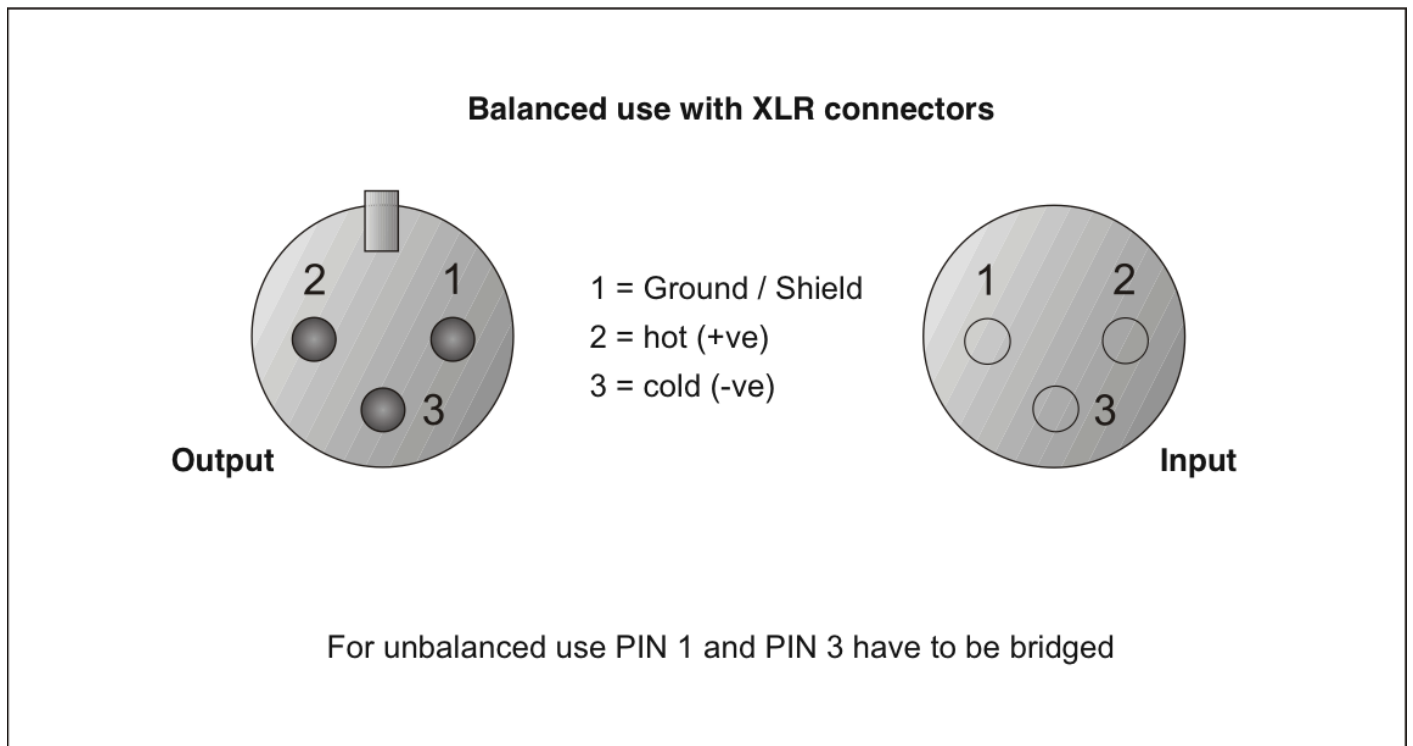 Balanced use with XLR connectors
2 1
3
Output
1 = Ground / Shield
2 = hot (+ve)
3 = cold (-ve)
1 2
3
Input
For unbalanced use PIN 1 and PIN 3 have to be bridged